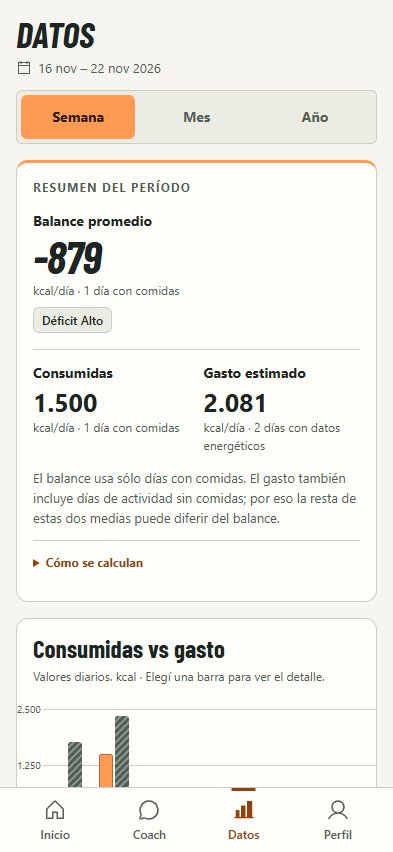 DATOS
16 nov – 22 nov 2026
Semana Mes Año
RESUMEN DEL PERÍODO
Balance promedio
-879
kcal/día · 1 día con comidas
Déficit Alto
Consumidas Gasto estimado
1.500 2.081
kcal/día · 1 día con comidas kcal/día · 2 días con datos
energéticos
El balance usa sólo días con comidas. El gasto también
incluye días de actividad sin comidas; por eso la resta de
estas dos medias puede diferir del balance.
Cómo se calculan
Consumidas vs gasto
Valores diarios. kcal · Elegí una barra para ver el detalle.
2.500
1.250
Inicio Coach Datos Perfil